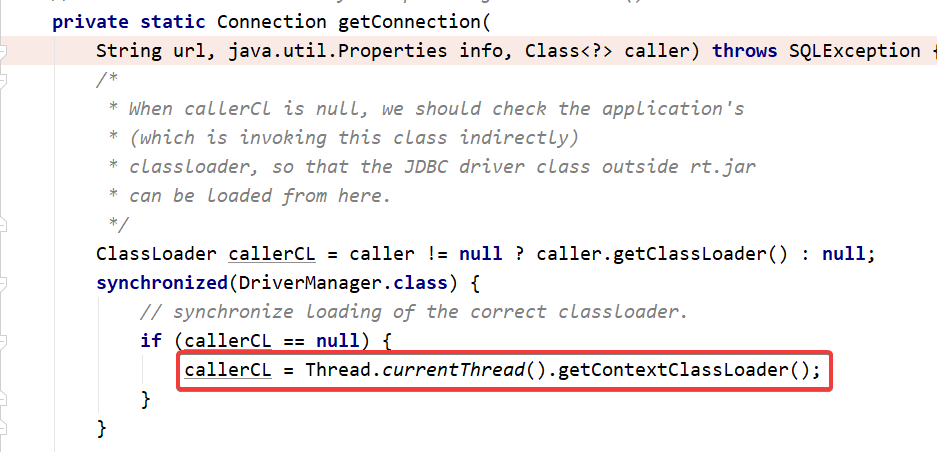 private static Connection getConnection(
String url, java.util.Properties info, Class<?> caller) throws SQLException {
/*
* When callerCl is null, we should check the application's
* (which is invoking this class indirectly)
* classloader, so that the JDBC driver class outside rt.jar
* can be loaded from here.
*/
ClassLoader callerCL = caller != null ? caller.getClassLoader() : null;
synchronized(DriverManager.class) {
// synchronize loading of the correct classloader.
if (callerCL == null) {
callerCL = Thread.currentThread().getContextClassLoader();
}
}